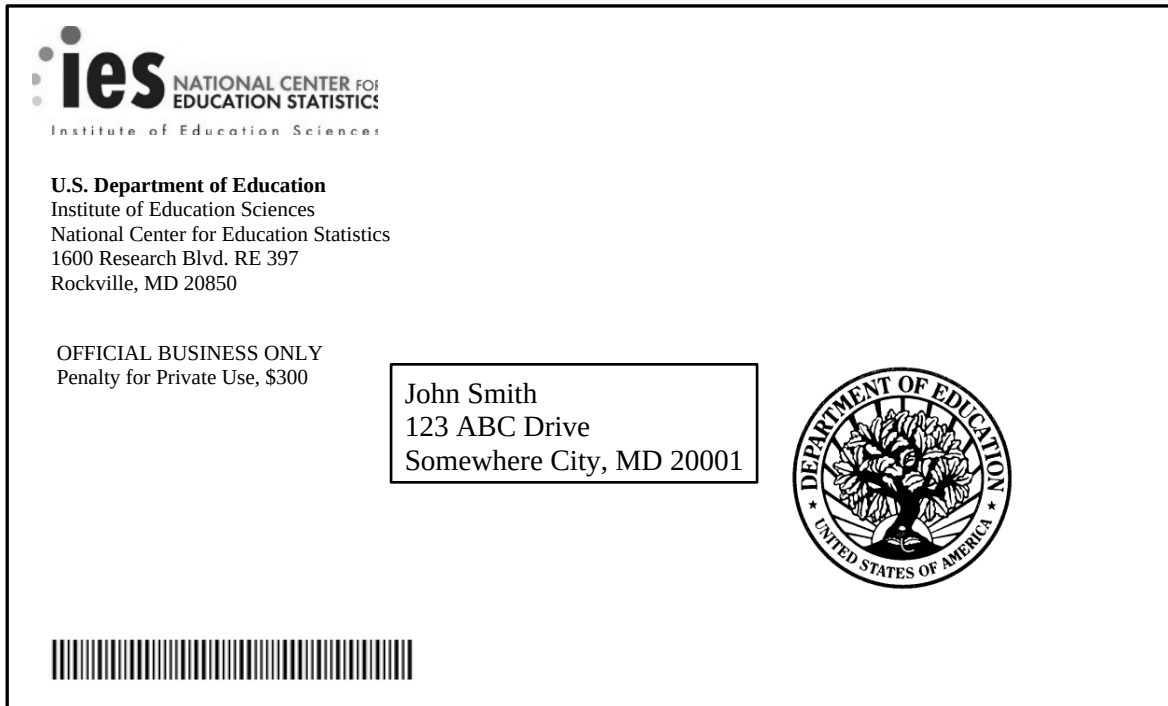 ies NATIONAL CENTER FOR
EDUCATION STATISTICS
Institute of Education Sciences
U.S. Department of Education
Institute of Education Sciences
National Center for Education Statistics
1600 Research Blvd. RE 397
Rockville, MD 20850
OFFICIAL BUSINESS ONLY
Penalty for Private Use, $300
John Smith
123 ABC Drive
Somewhere City, MD 20001
DEPARTMENT OF EDUCATION
★ UNITED STATES OF AMERICA ★